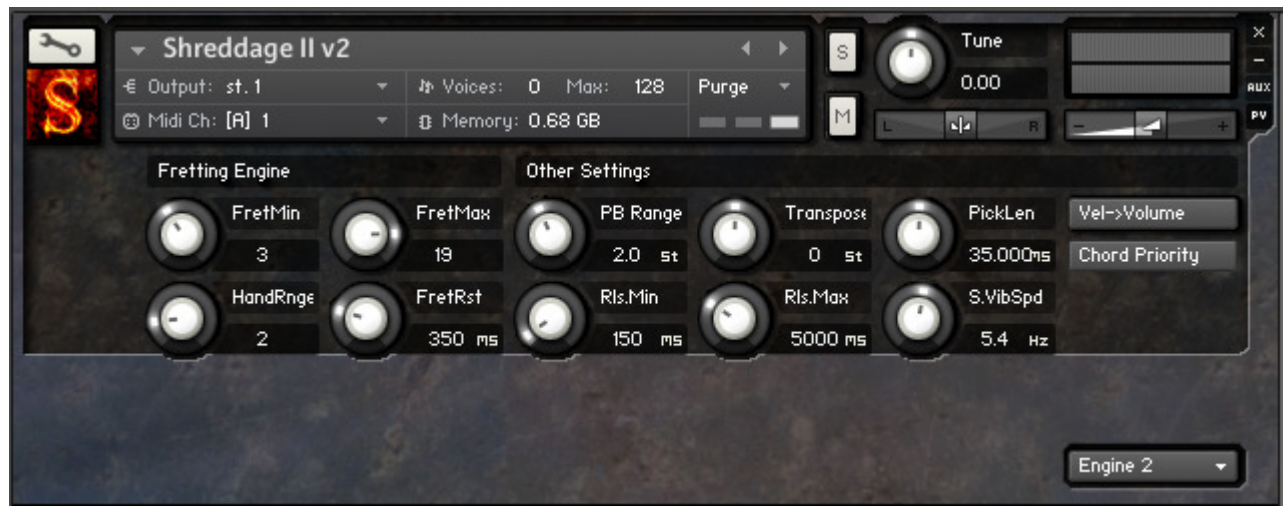 Shreddage II v2
Output: st. 1
Voices: 0 Max: 128
Purge
Midi Ch: [A] 1
Memory: 0.68 GB
S
M
Tune
0.00
L R
- +
×
–
AUX
PV
S
Fretting Engine
Other Settings
FretMin
3
FretMax
19
PB Range
2.0 St
Transpose
0 St
PickLen
35.000ms
Vel->Volume
Chord Priority
HandRnge
2
FretRst
350 ms
Rls.Min
150 ms
Rls.Max
5000 ms
S.VibSpd
5.4 Hz
Engine 2